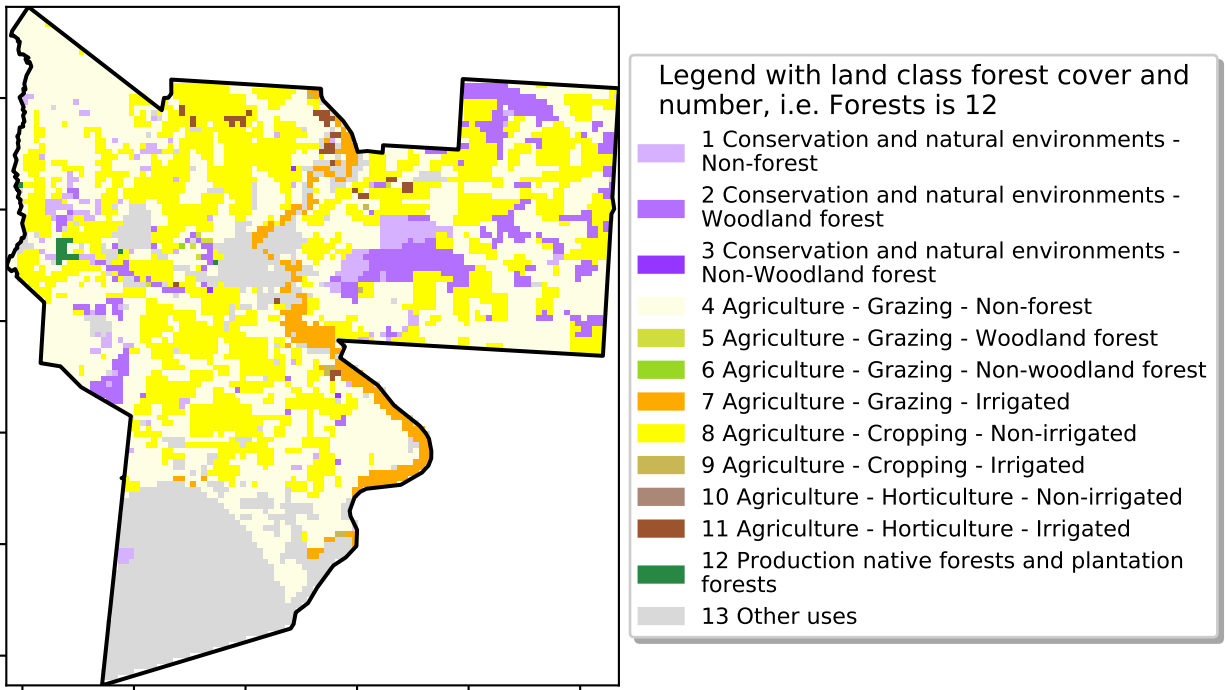 Legend with land class forest cover and
number, i.e. Forests is 12
1 Conservation and natural environments -
Non-forest
2 Conservation and natural environments -
Woodland forest
3 Conservation and natural environments -
Non-Woodland forest
4 Agriculture - Grazing - Non-forest
5 Agriculture - Grazing - Woodland forest
6 Agriculture - Grazing - Non-woodland forest
7 Agriculture - Grazing - Irrigated
8 Agriculture - Cropping - Non-irrigated
9 Agriculture - Cropping - Irrigated
10 Agriculture - Horticulture - Non-irrigated
11 Agriculture - Horticulture - Irrigated
12 Production native forests and plantation
forests
13 Other uses